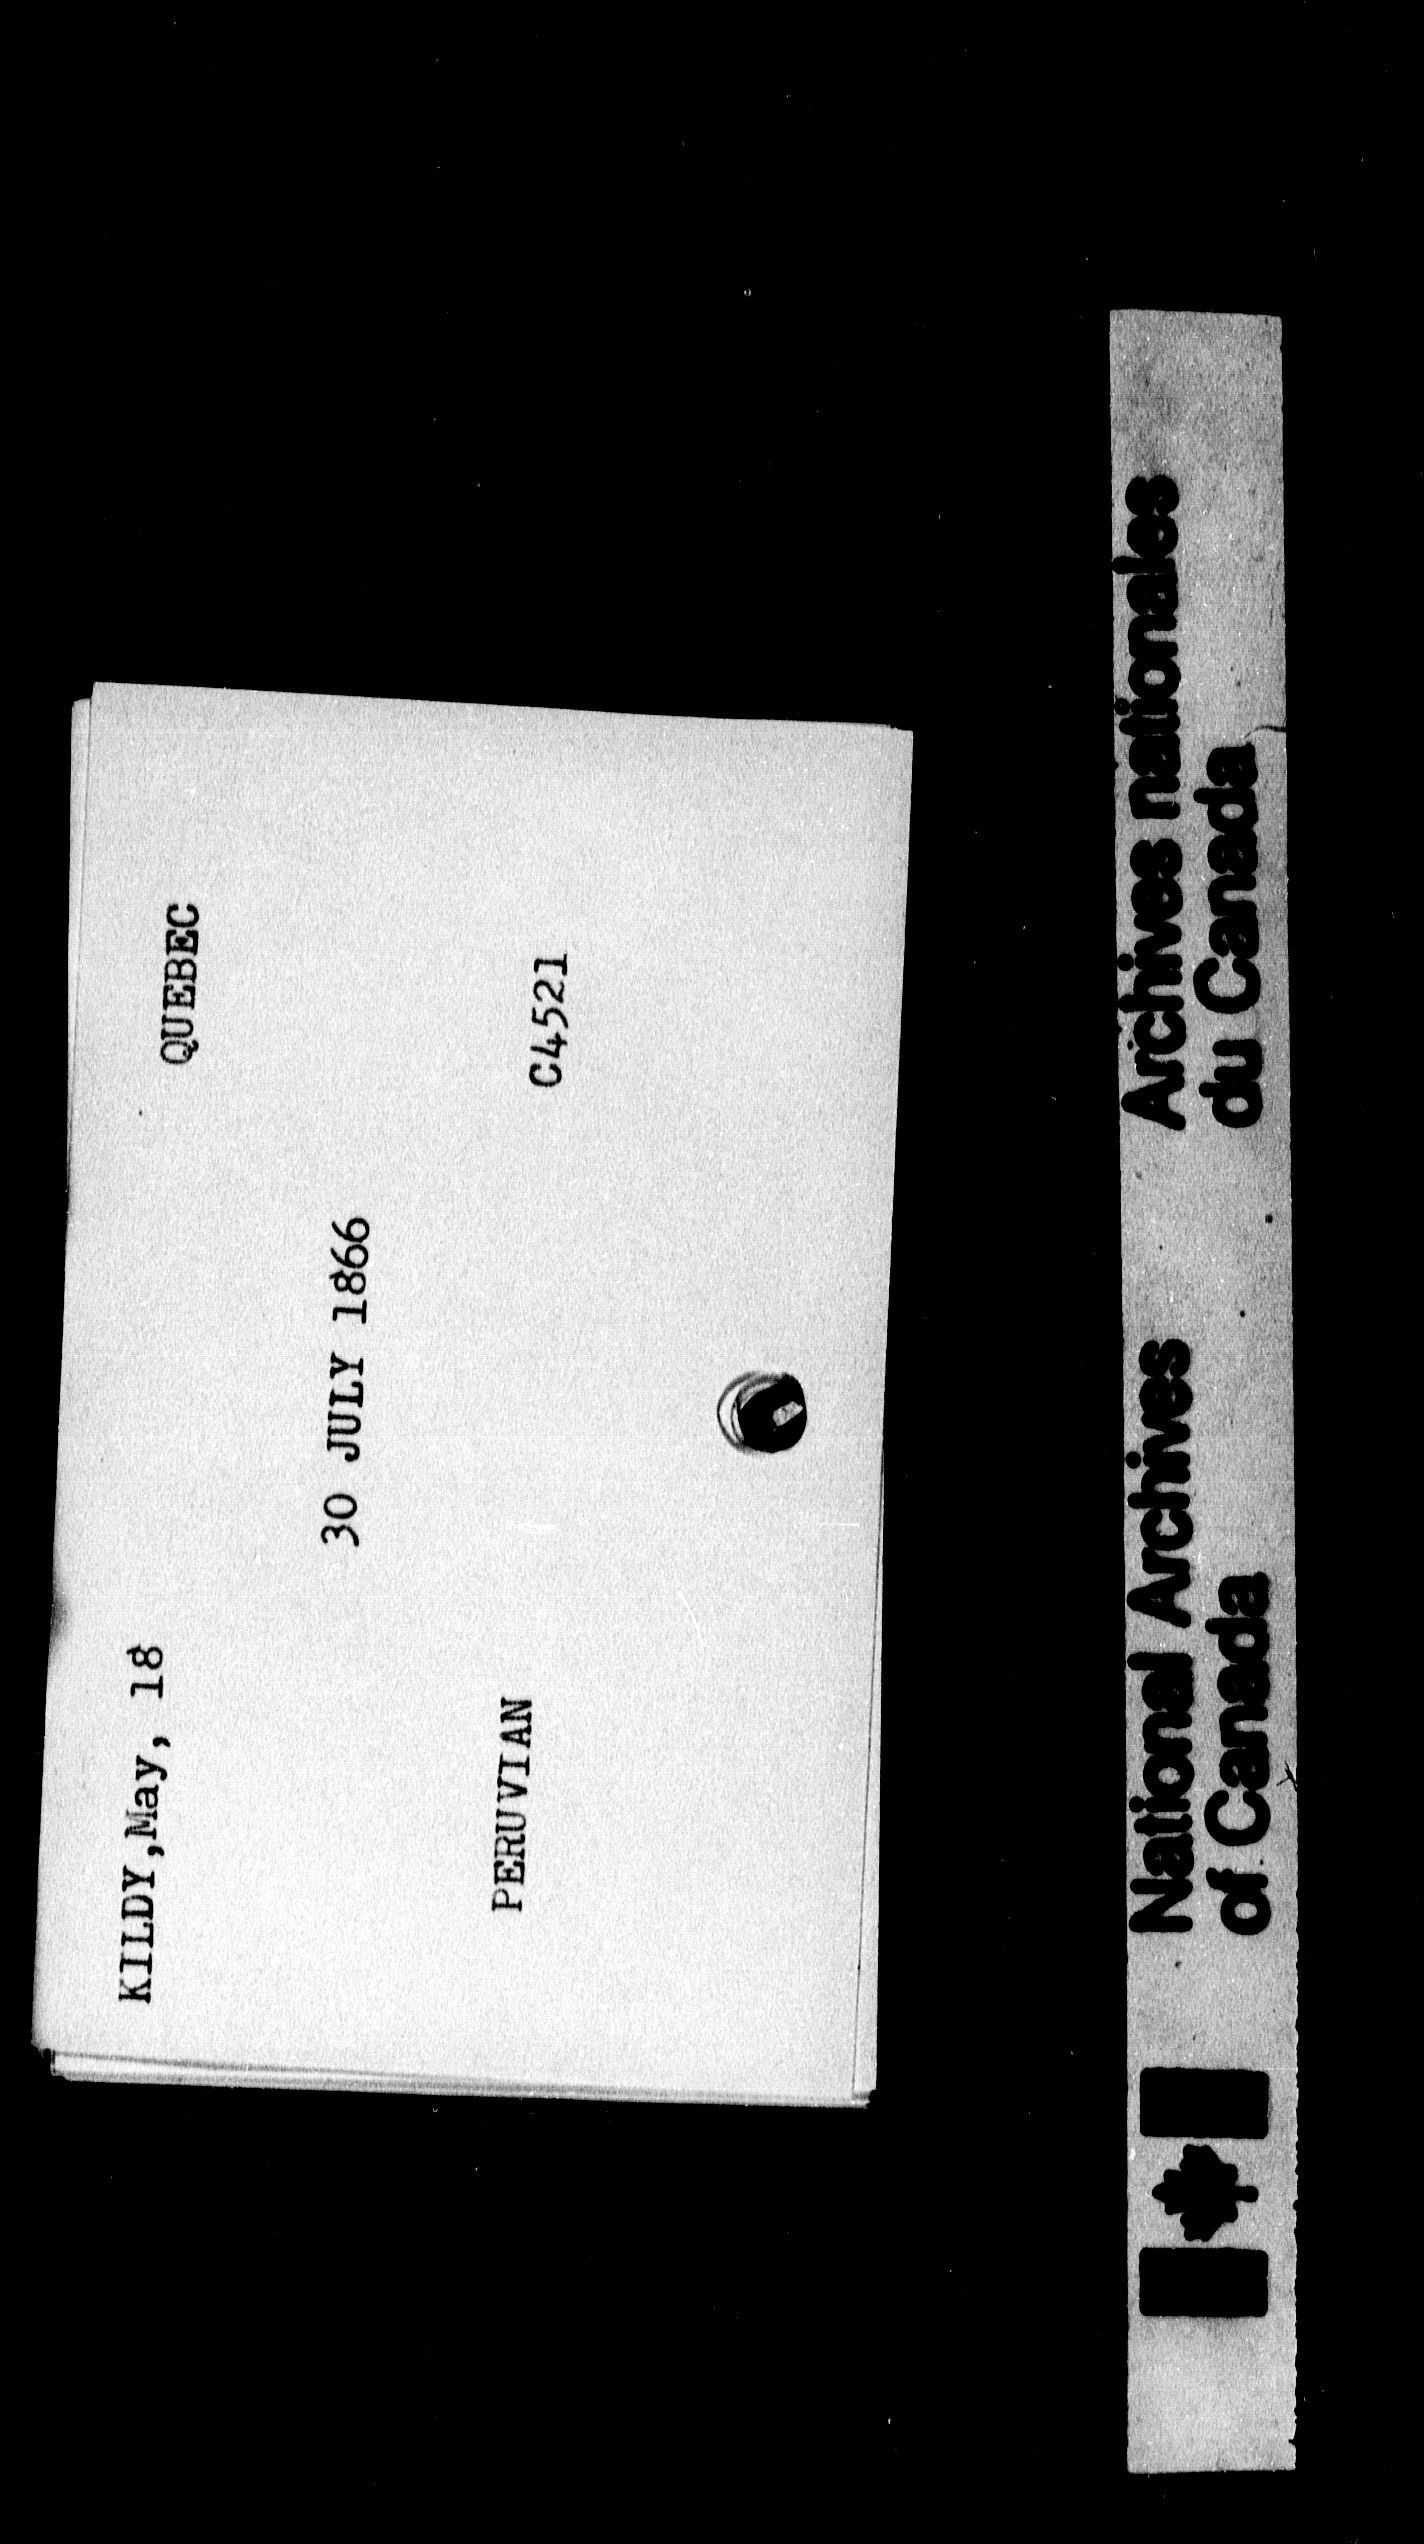 KILDY,May, 18 QUEBEC
30 JULY 1866
PERUVIAN C4521
National Archives
of Canada
Archives nationales
du Canada